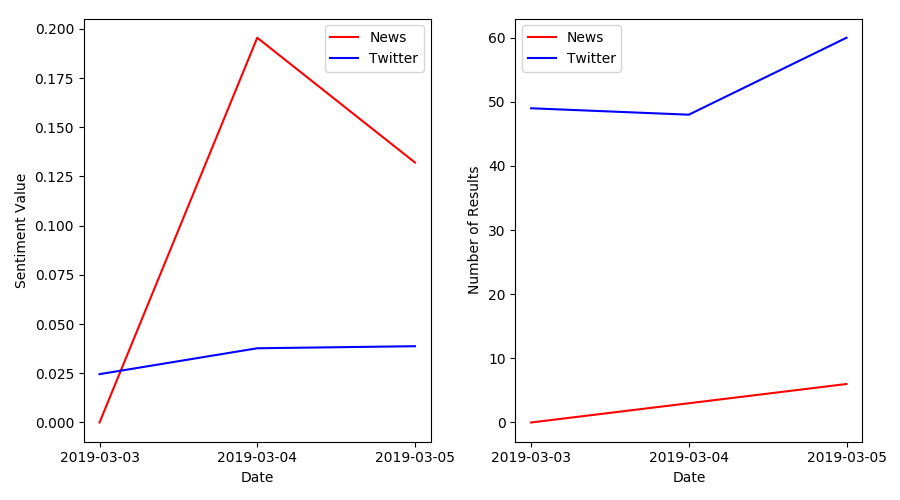 0.200
0.175
0.150
0.125
0.100
0.075
0.050
0.025
0.000
Sentiment Value
News
Twitter
2019-03-03 2019-03-04 2019-03-05
Date
60
50
40
30
20
10
0
Number of Results
News
Twitter
2019-03-03 2019-03-04 2019-03-05
Date